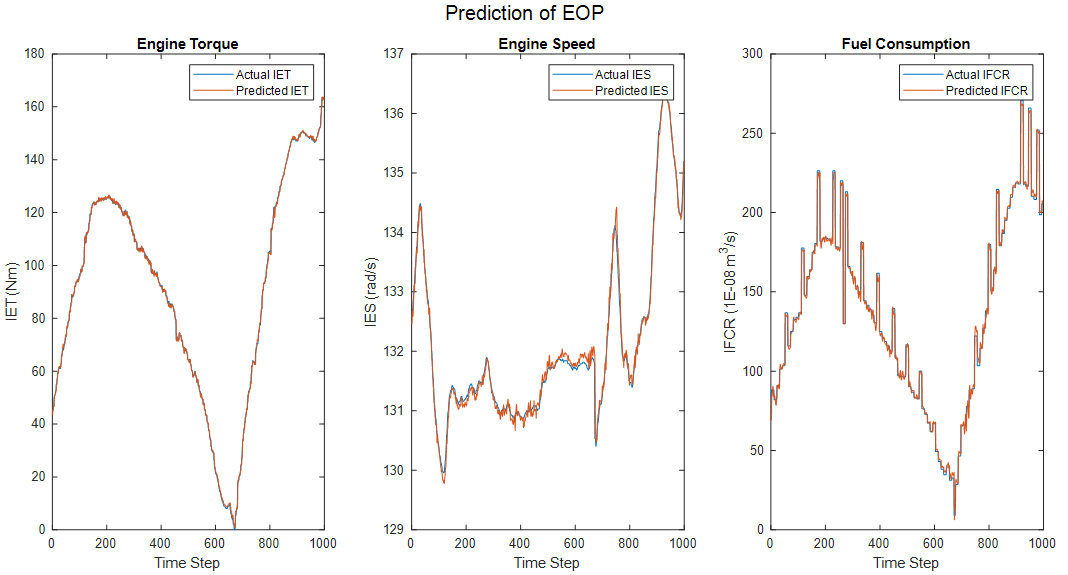 Prediction of EOP
Engine Torque
Actual IET
Predicted IET
180
160
140
120
100
80
60
40
20
0
IET (Nm)
0 200 400 600 800 1000
Time Step
Engine Speed
Actual IES
Predicted IES
137
136
135
134
133
132
131
130
129
IES (rad/s)
0 200 400 600 800 1000
Time Step
Fuel Consumption
Actual IFCR
Predicted IFCR
300
250
200
150
100
50
0
IFCR (1E-08 m³/s)
0 200 400 600 800 1000
Time Step